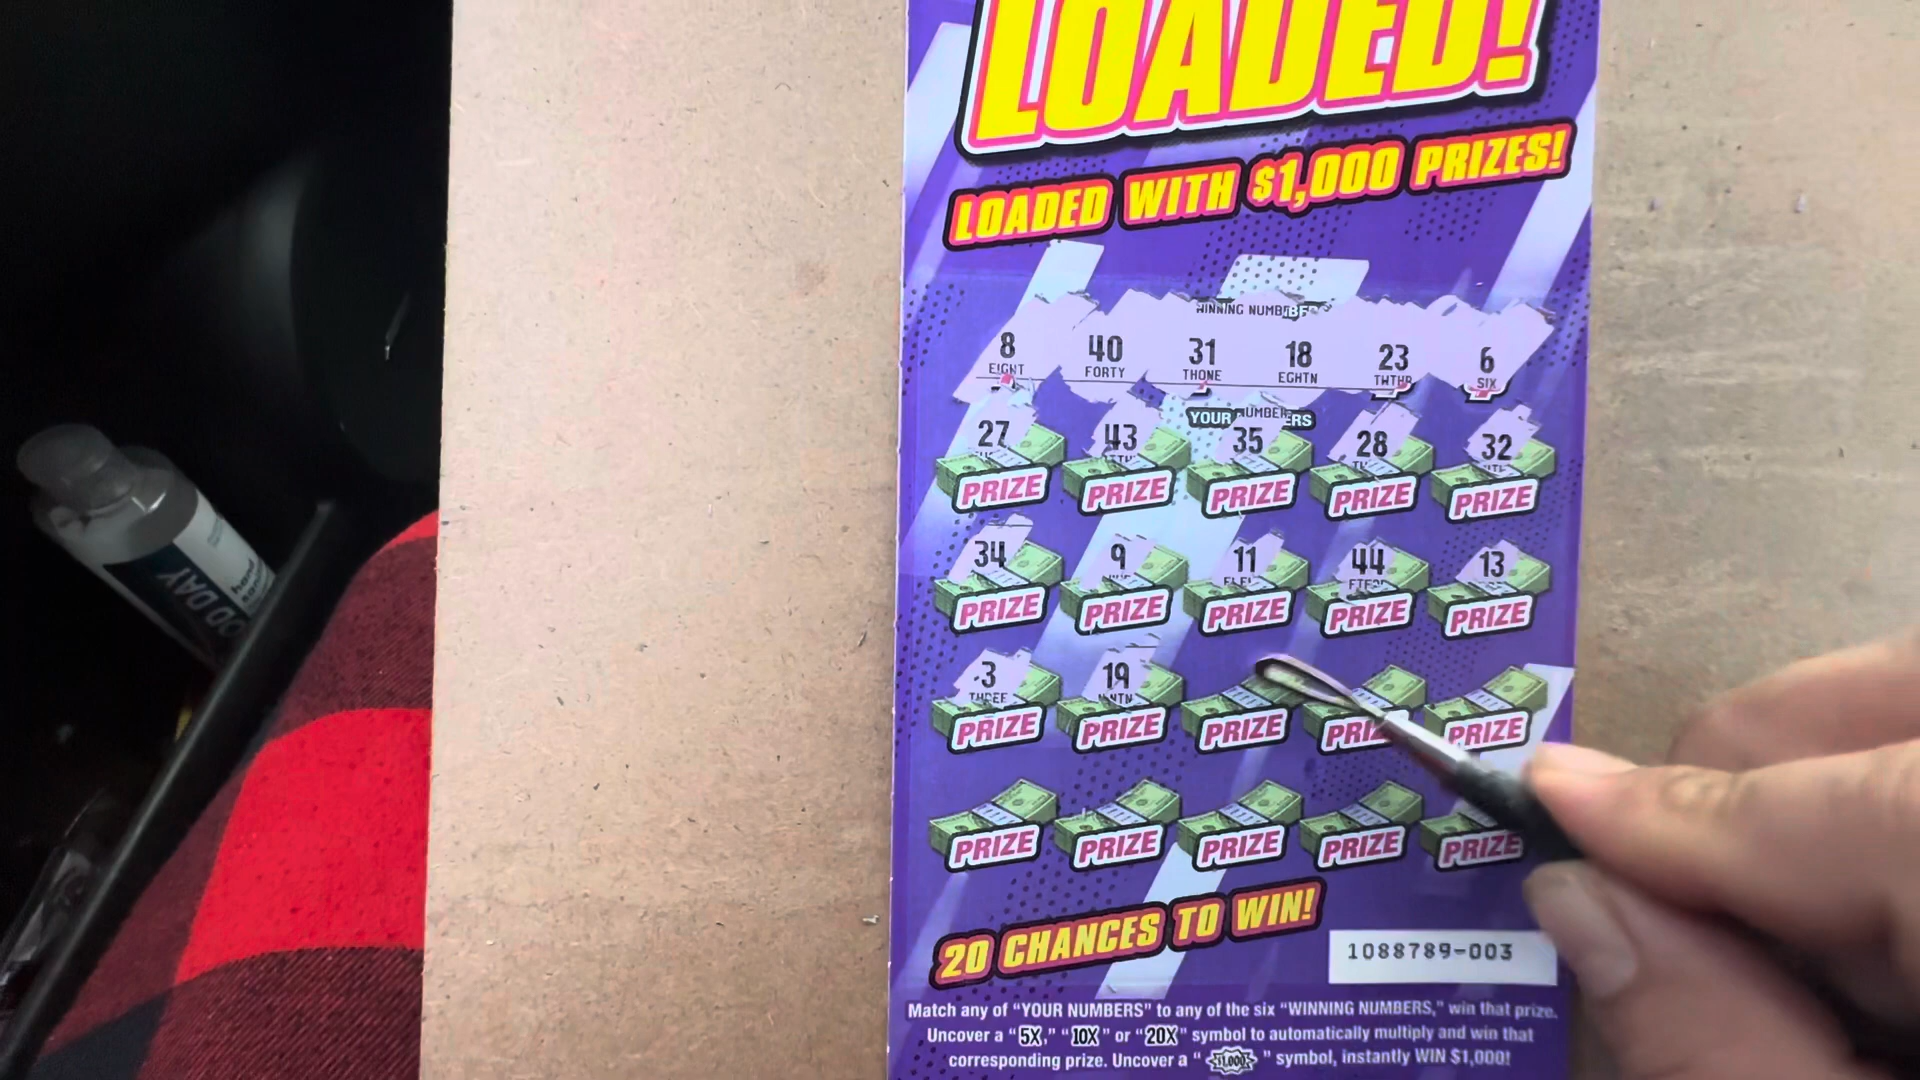 LOADED!
LOADED WITH $1,000 PRIZES!
WINNING NUMBERS
8 40 31 18 23 6
EIGHT FORTY THONE EGHTN TWTHR SIX
YOUR NUMBERS
27 43 35 28 32
PRIZE PRIZE PRIZE PRIZE PRIZE
34 9 11 44 13
PRIZE PRIZE PRIZE PRIZE PRIZE
3 19
THREE
PRIZE PRIZE PRIZE PRIZE PRIZE
PRIZE PRIZE PRIZE PRIZE PRIZE
20 CHANCES TO WIN!
1088789-003
Match any of “YOUR NUMBERS” to any of the six “WINNING NUMBERS,” win that prize.
Uncover a “5X,” “10X” or “20X” symbol to automatically multiply and win that
corresponding prize. Uncover a “$1,000” symbol, instantly WIN $1,000!
hand